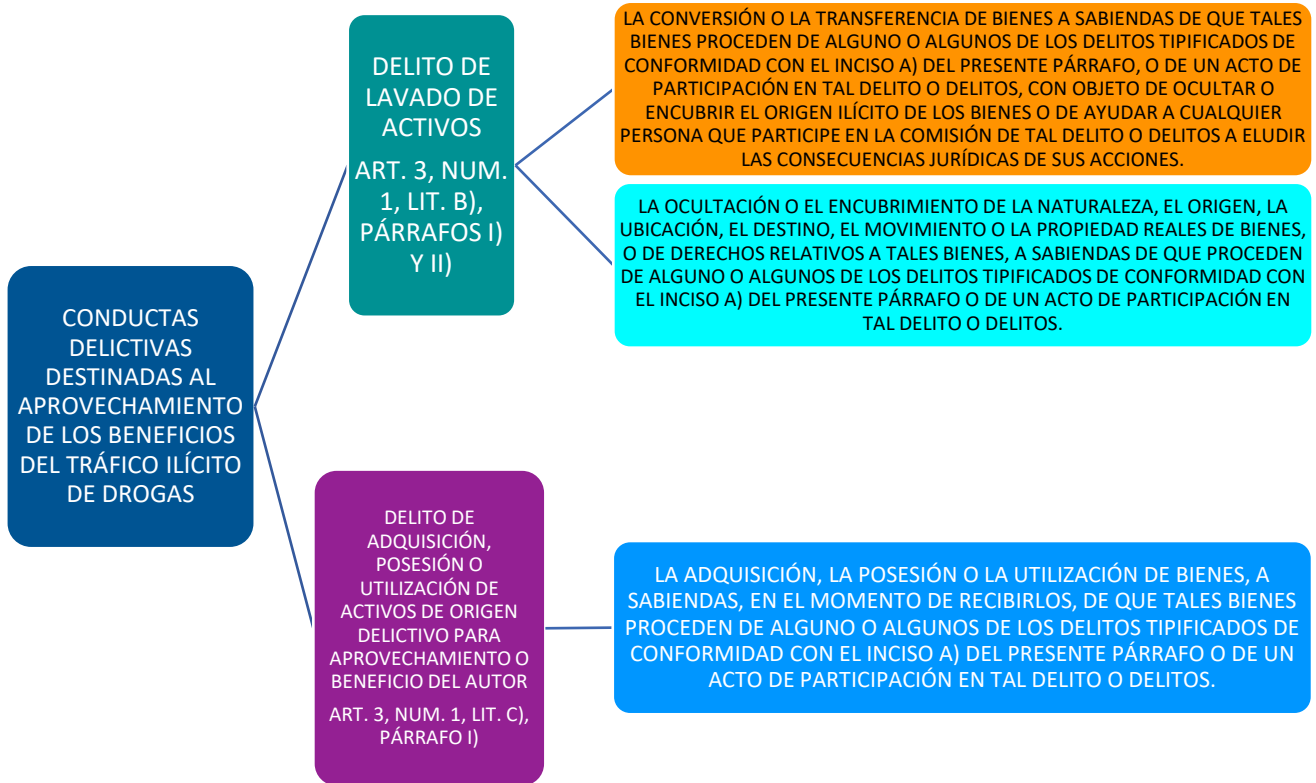 CONDUCTAS
DELICTIVAS
DESTINADAS AL
APROVECHAMIENTO
DE LOS BENEFICIOS
DEL TRÁFICO ILÍCITO
DE DROGAS
DELITO DE
LAVADO DE
ACTIVOS
ART. 3, NUM.
1, LIT. B),
PÁRRAFOS I)
Y II)
LA CONVERSIÓN O LA TRANSFERENCIA DE BIENES A SABIENDAS DE QUE TALES
BIENES PROCEDEN DE ALGUNO O ALGUNOS DE LOS DELITOS TIPIFICADOS DE
CONFORMIDAD CON EL INCISO A) DEL PRESENTE PÁRRAFO, O DE UN ACTO DE
PARTICIPACIÓN EN TAL DELITO O DELITOS, CON OBJETO DE OCULTAR O
ENCUBRIR EL ORIGEN ILÍCITO DE LOS BIENES O DE AYUDAR A CUALQUIER
PERSONA QUE PARTICIPE EN LA COMISIÓN DE TAL DELITO O DELITOS A ELUDIR
LAS CONSECUENCIAS JURÍDICAS DE SUS ACCIONES.
LA OCULTACIÓN O EL ENCUBRIMIENTO DE LA NATURALEZA, EL ORIGEN, LA
UBICACIÓN, EL DESTINO, EL MOVIMIENTO O LA PROPIEDAD REALES DE BIENES,
O DE DERECHOS RELATIVOS A TALES BIENES, A SABIENDAS DE QUE PROCEDEN
DE ALGUNO O ALGUNOS DE LOS DELITOS TIPIFICADOS DE CONFORMIDAD CON
EL INCISO A) DEL PRESENTE PÁRRAFO O DE UN ACTO DE PARTICIPACIÓN EN
TAL DELITO O DELITOS.
DELITO DE
ADQUISICIÓN,
POSESIÓN O
UTILIZACIÓN DE
ACTIVOS DE ORIGEN
DELICTIVO PARA
APROVECHAMIENTO O
BENEFICIO DEL AUTOR
ART. 3, NUM. 1, LIT. C),
PÁRRAFO I)
LA ADQUISICIÓN, LA POSESIÓN O LA UTILIZACIÓN DE BIENES, A
SABIENDAS, EN EL MOMENTO DE RECIBIRLOS, DE QUE TALES BIENES
PROCEDEN DE ALGUNO O ALGUNOS DE LOS DELITOS TIPIFICADOS DE
CONFORMIDAD CON EL INCISO A) DEL PRESENTE PÁRRAFO O DE UN
ACTO DE PARTICIPACIÓN EN TAL DELITO O DELITOS.